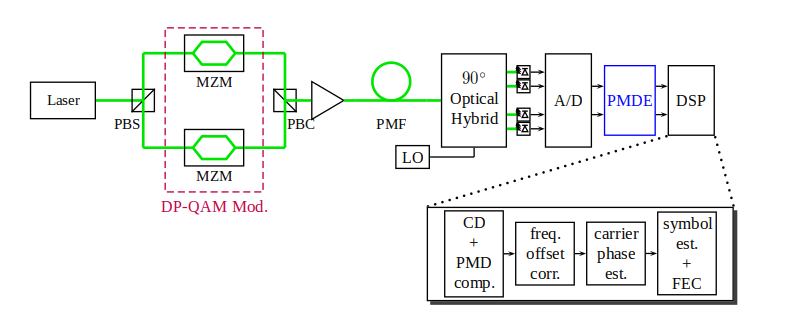 Laser
PBS
MZM
MZM
DP-QAM Mod.
PBC
PMF
90°
Optical
Hybrid
LO
A/D
PMDE
DSP
CD
+
PMD
comp.
freq.
offset
corr.
carrier
phase
est.
symbol
est.
+
FEC